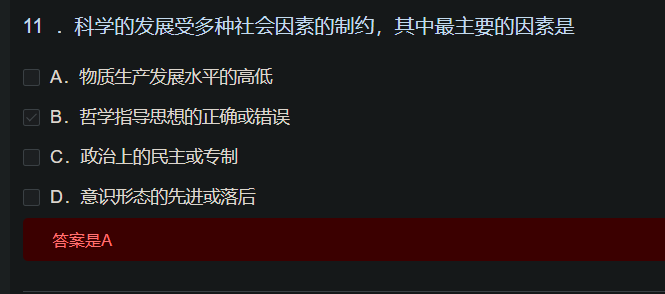 11 ．科学的发展受多种社会因素的制约，其中最主要的因素是
A．物质生产发展水平的高低
B．哲学指导思想的正确或错误
C．政治上的民主或专制
D．意识形态的先进或落后
答案是A